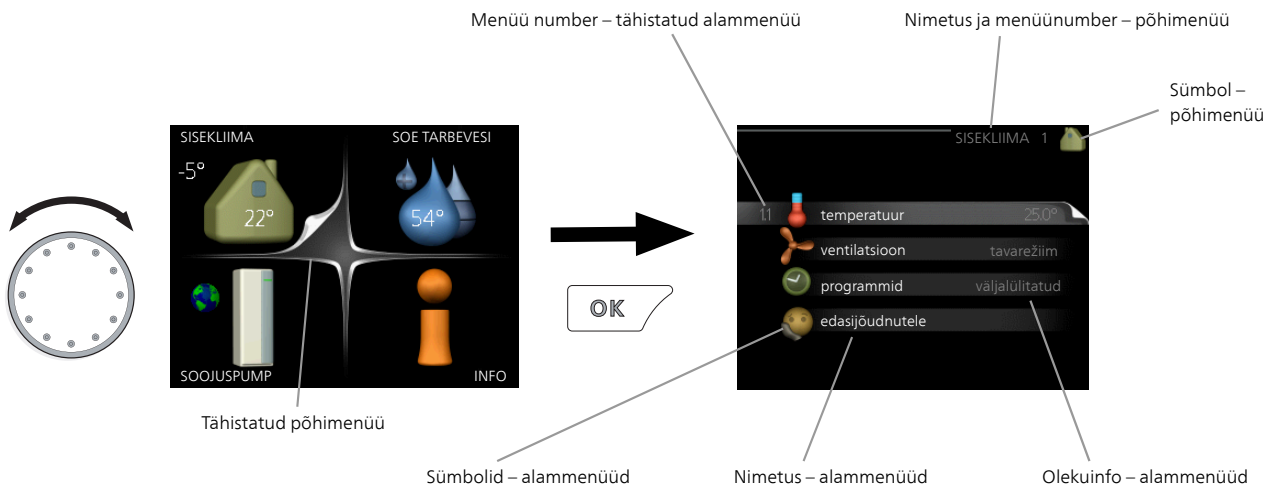 Menüü number – tähistatud alammenüü
Nimetus ja menüünumber – põhimenüü
Sümbol –
põhimenüü
SISEKLIIMA
SOE TARBEVESI
-5°
22°
54°
SOOJUSPUMP
INFO
OK
SISEKLIIMA 1
1.1 temperatuur 25.0°
ventilatsioon tavarežiim
programmid väljalülitatud
edasijõudnutele
Tähistatud põhimenüü
Sümbolid – alammenüüd
Nimetus – alammenüüd
Olekuinfo – alammenüüd